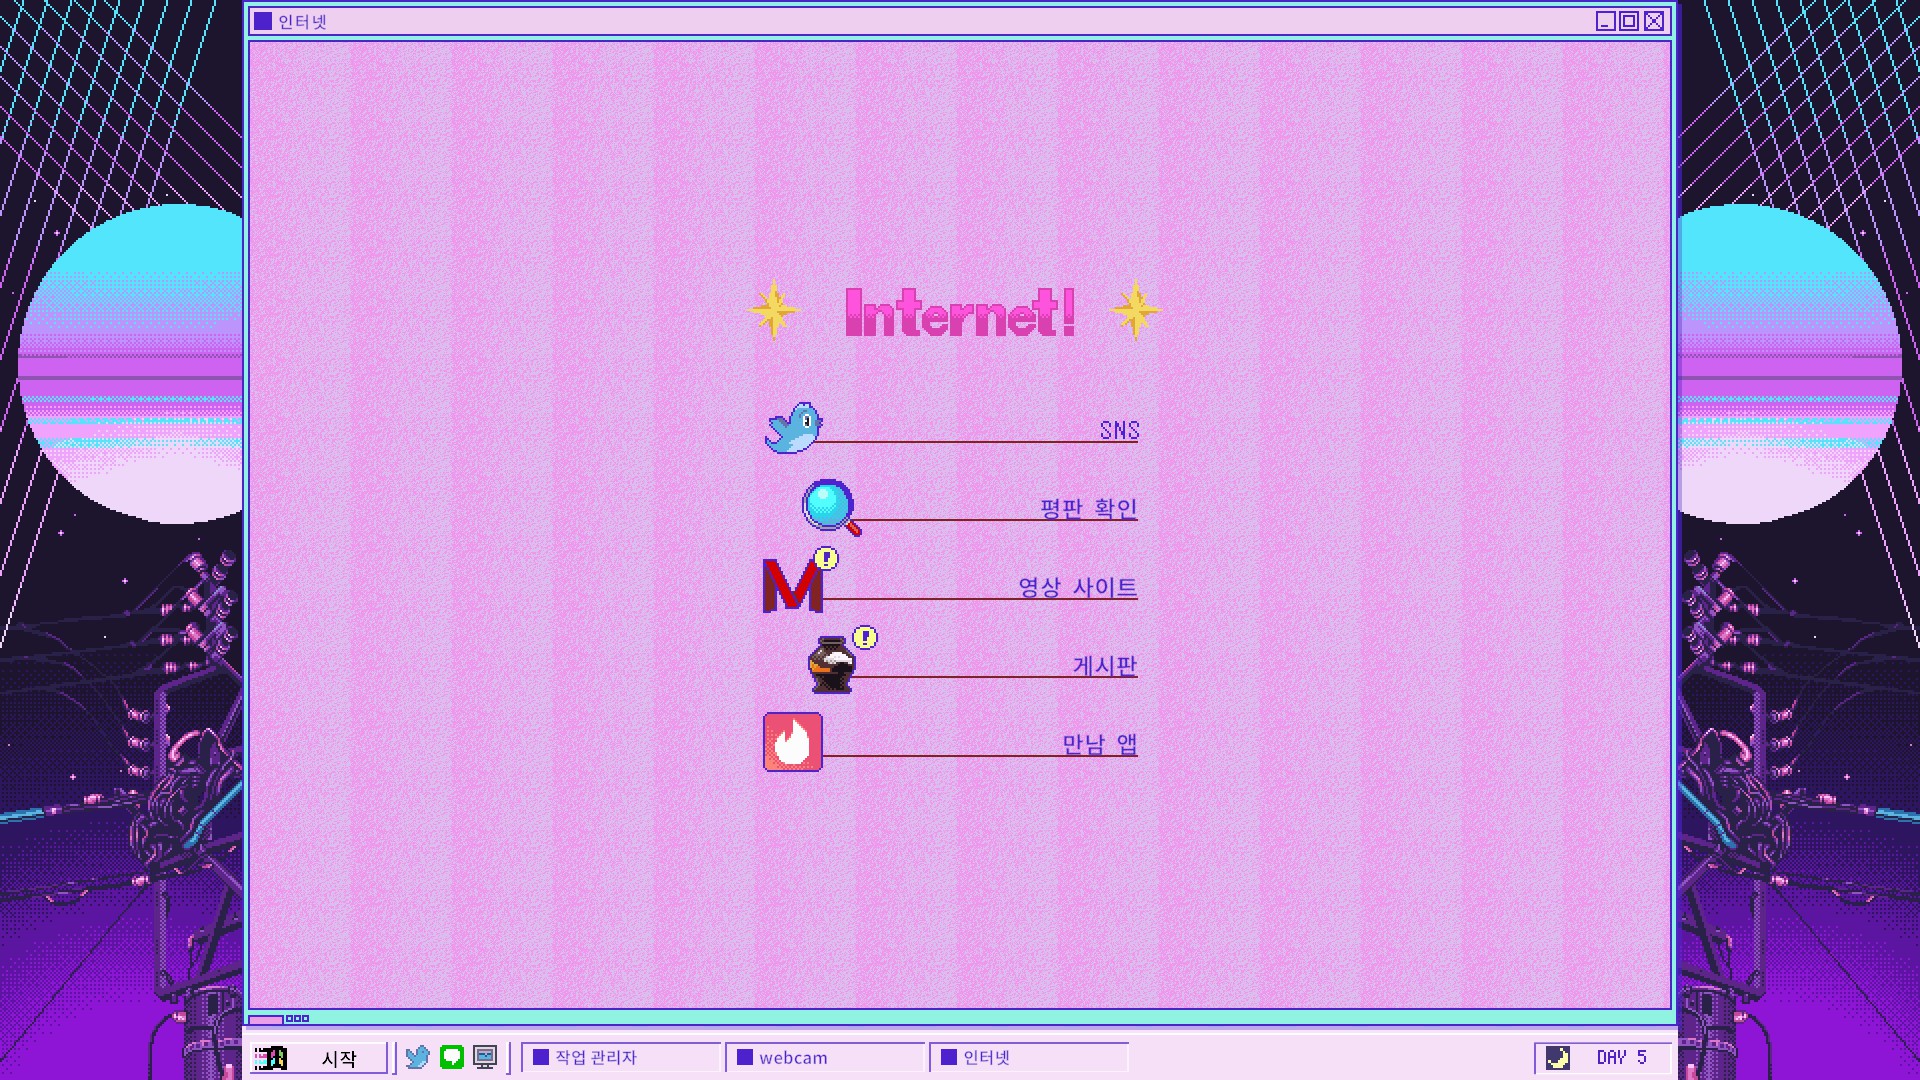 인터넷
Internet!
SNS
평판 확인
영상 사이트
게시판
만남 앱
시작
작업 관리자
webcam
인터넷
DAY 5